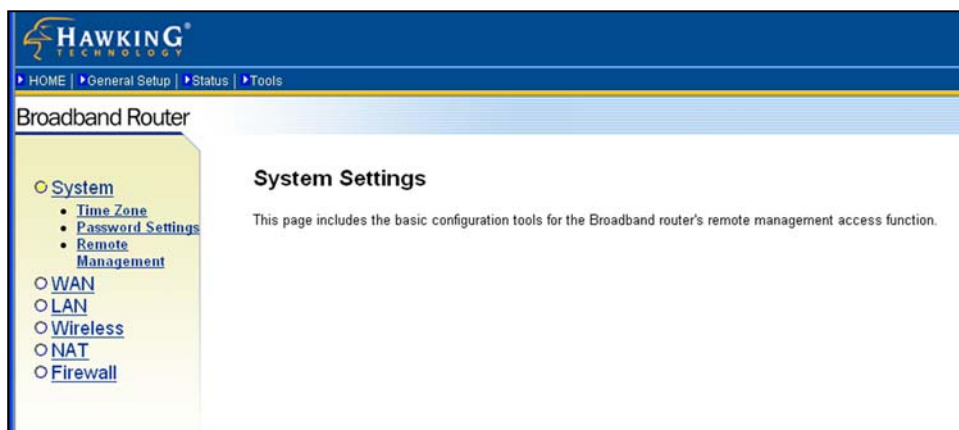 HAWKING
TECHNOLOGY
HOME | General Setup | Status | Tools
Broadband Router
System
Time Zone
Password Settings
Remote
Management
WAN
LAN
Wireless
NAT
Firewall
System Settings
This page includes the basic configuration tools for the Broadband router's remote management access function.